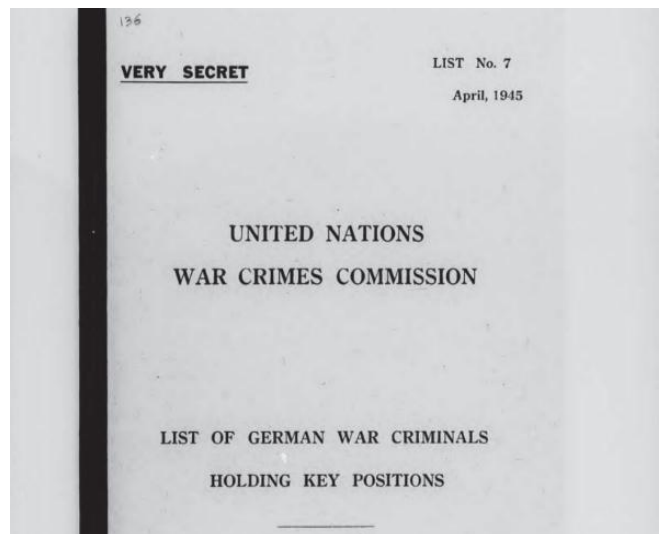 136
VERY SECRET
LIST No. 7
April, 1945
UNITED NATIONS
WAR CRIMES COMMISSION
LIST OF GERMAN WAR CRIMINALS
HOLDING KEY POSITIONS